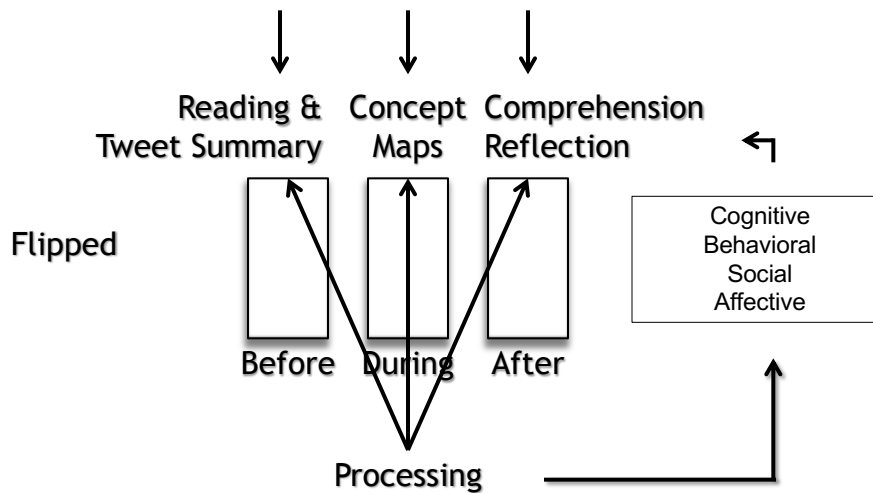 Reading &
Tweet Summary
Concept
Maps
Comprehension
Reflection
Flipped
Cognitive
Behavioral
Social
Affective
Before
During
After
Processing